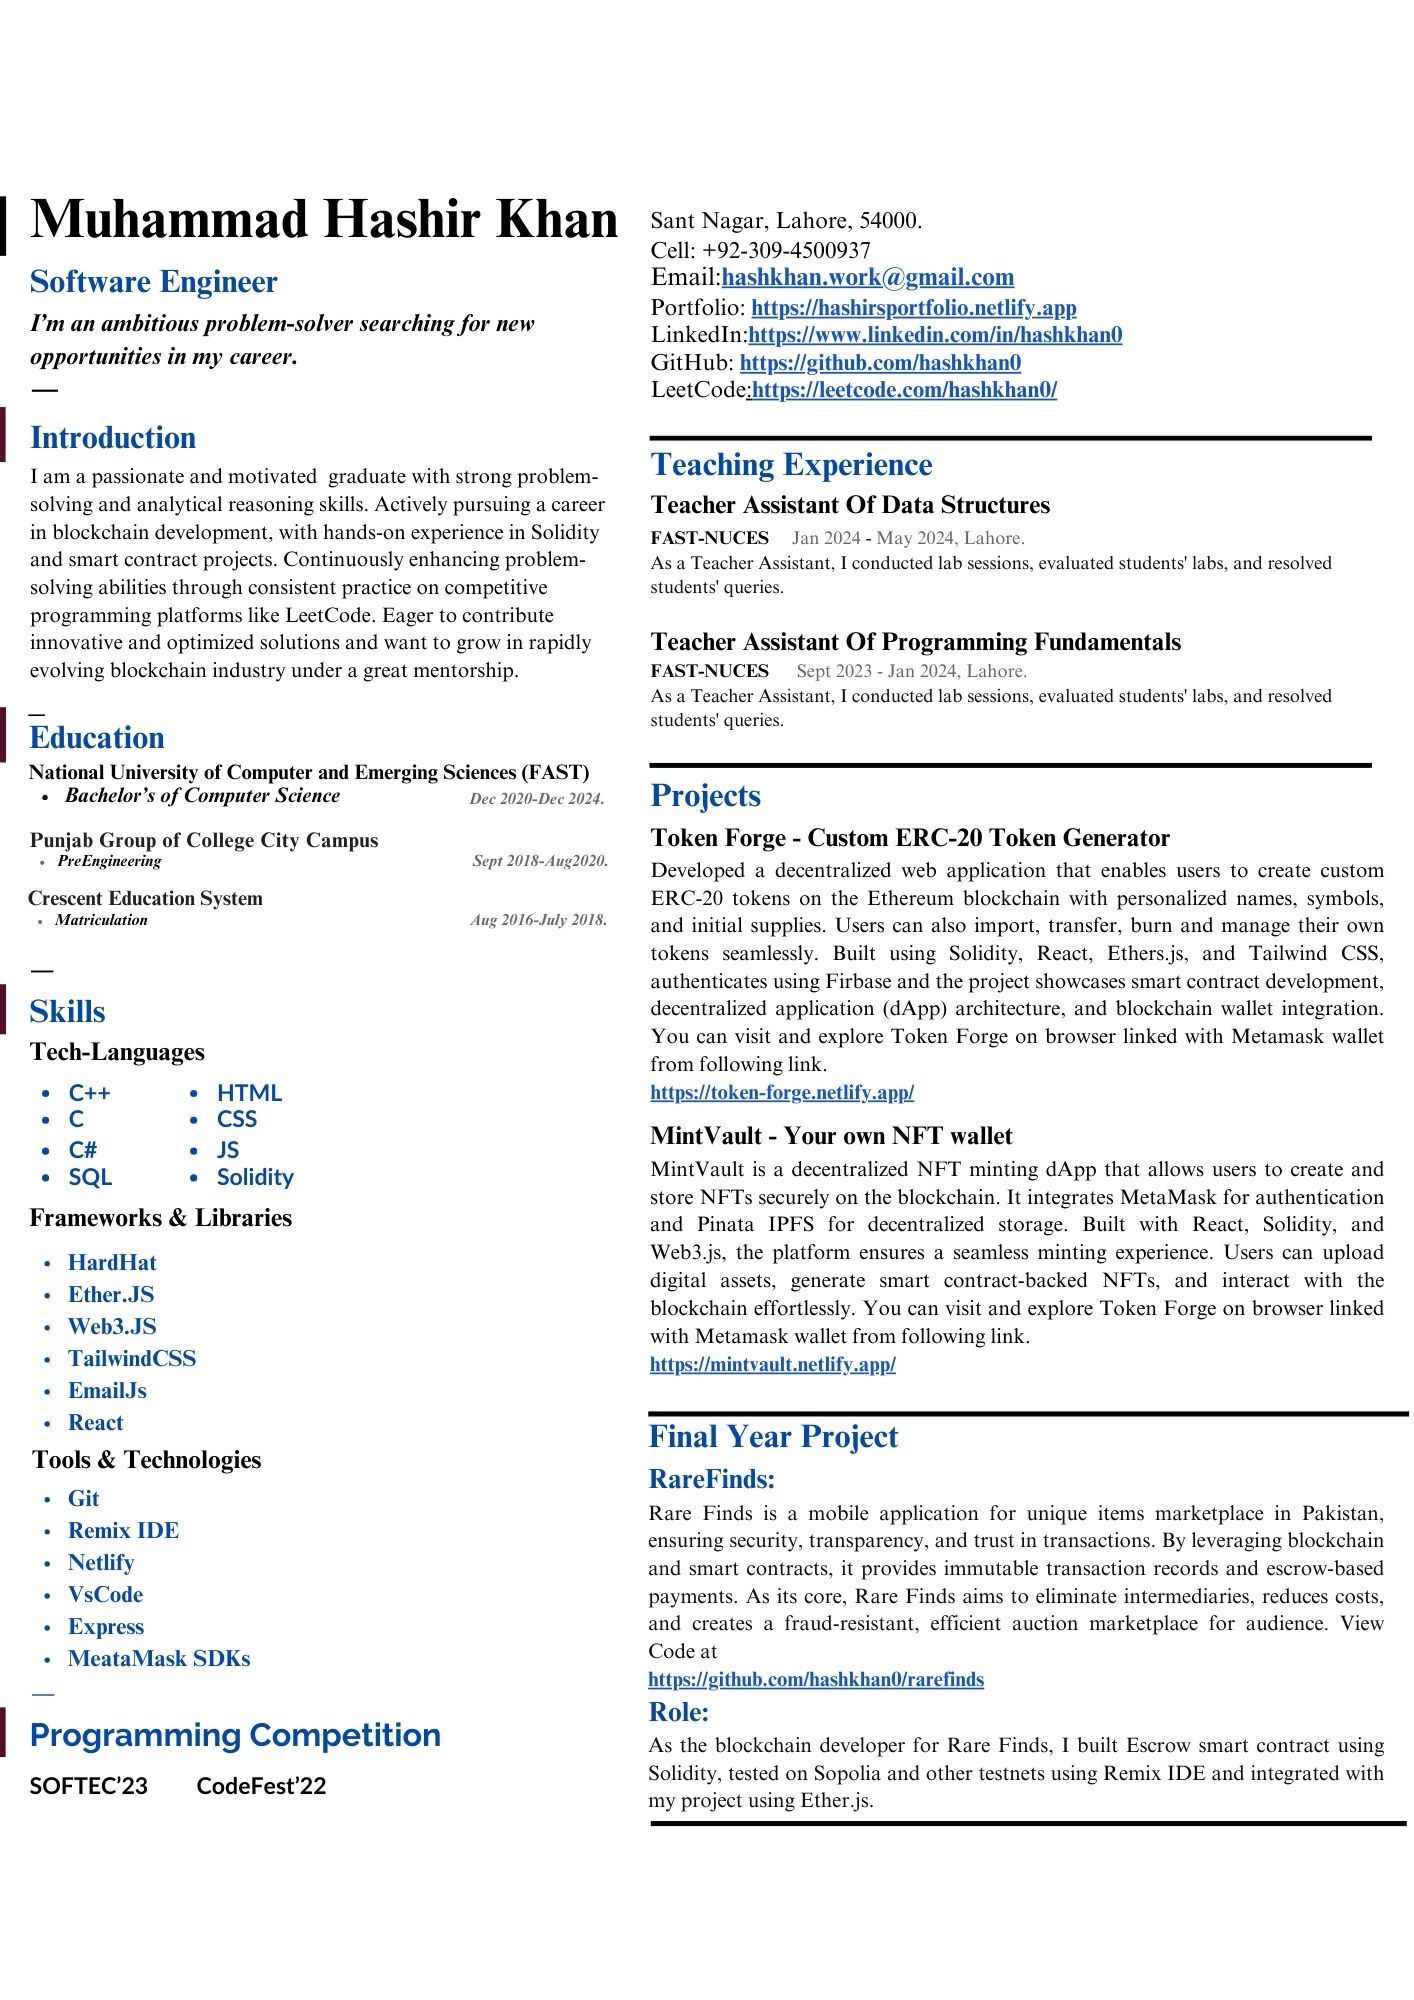 Muhammad Hashir Khan
Software Engineer
I’m an ambitious problem-solver searching for new
opportunities in my career.
—
Introduction
I am a passionate and motivated  graduate with strong problem-
solving and analytical reasoning skills. Actively pursuing a career
in blockchain development, with hands-on experience in Solidity
and smart contract projects. Continuously enhancing problem-
solving abilities through consistent practice on competitive
programming platforms like LeetCode. Eager to contribute
innovative and optimized solutions and want to grow in rapidly
evolving blockchain industry under a great mentorship.
_
Education
National University of Computer and Emerging Sciences (FAST)
• Bachelor’s of Computer Science Dec 2020-Dec 2024.
Punjab Group of College City Campus
• PreEngineering Sept 2018-Aug2020.
Crescent Education System
• Matriculation Aug 2016-July 2018.
—
Skills
Tech-Languages
• C++ • HTML
• C • CSS
• C# • JS
• SQL • Solidity
Frameworks & Libraries
• HardHat
• Ether.JS
• Web3.JS
• TailwindCSS
• EmailJs
• React
Tools & Technologies
• Git
• Remix IDE
• Netlify
• VsCode
• Express
• MeataMask SDKs
—
Programming Competition
SOFTEC’23 CodeFest’22
Sant Nagar, Lahore, 54000.
Cell: +92-309-4500937
Email:hashkhan.work@gmail.com
Portfolio: https://hashirsportfolio.netlify.app
LinkedIn:https://www.linkedin.com/in/hashkhan0
GitHub: https://github.com/hashkhan0
LeetCode:https://leetcode.com/hashkhan0/
Teaching Experience
Teacher Assistant Of Data Structures
FAST-NUCES Jan 2024 - May 2024, Lahore.
As a Teacher Assistant, I conducted lab sessions, evaluated students' labs, and resolved
students' queries.
Teacher Assistant Of Programming Fundamentals
FAST-NUCES Sept 2023 - Jan 2024, Lahore.
As a Teacher Assistant, I conducted lab sessions, evaluated students' labs, and resolved
students' queries.
Projects
Token Forge - Custom ERC-20 Token Generator
Developed a decentralized web application that enables users to create custom
ERC-20 tokens on the Ethereum blockchain with personalized names, symbols,
and initial supplies. Users can also import, transfer, burn and manage their own
tokens seamlessly. Built using Solidity, React, Ethers.js, and Tailwind CSS,
authenticates using Firbase and the project showcases smart contract development,
decentralized application (dApp) architecture, and blockchain wallet integration.
You can visit and explore Token Forge on browser linked with Metamask wallet
from following link.
https://token-forge.netlify.app/
MintVault - Your own NFT wallet
MintVault is a decentralized NFT minting dApp that allows users to create and
store NFTs securely on the blockchain. It integrates MetaMask for authentication
and Pinata IPFS for decentralized storage. Built with React, Solidity, and
Web3.js, the platform ensures a seamless minting experience. Users can upload
digital assets, generate smart contract-backed NFTs, and interact with the
blockchain effortlessly. You can visit and explore Token Forge on browser linked
with Metamask wallet from following link.
https://mintvault.netlify.app/
Final Year Project
RareFinds:
Rare Finds is a mobile application for unique items marketplace in Pakistan,
ensuring security, transparency, and trust in transactions. By leveraging blockchain
and smart contracts, it provides immutable transaction records and escrow-based
payments. As its core, Rare Finds aims to eliminate intermediaries, reduces costs,
and creates a fraud-resistant, efficient auction marketplace for audience. View
Code at
https://github.com/hashkhan0/rarefinds
Role:
As the blockchain developer for Rare Finds, I built Escrow smart contract using
Solidity, tested on Sopolia and other testnets using Remix IDE and integrated with
my project using Ether.js.